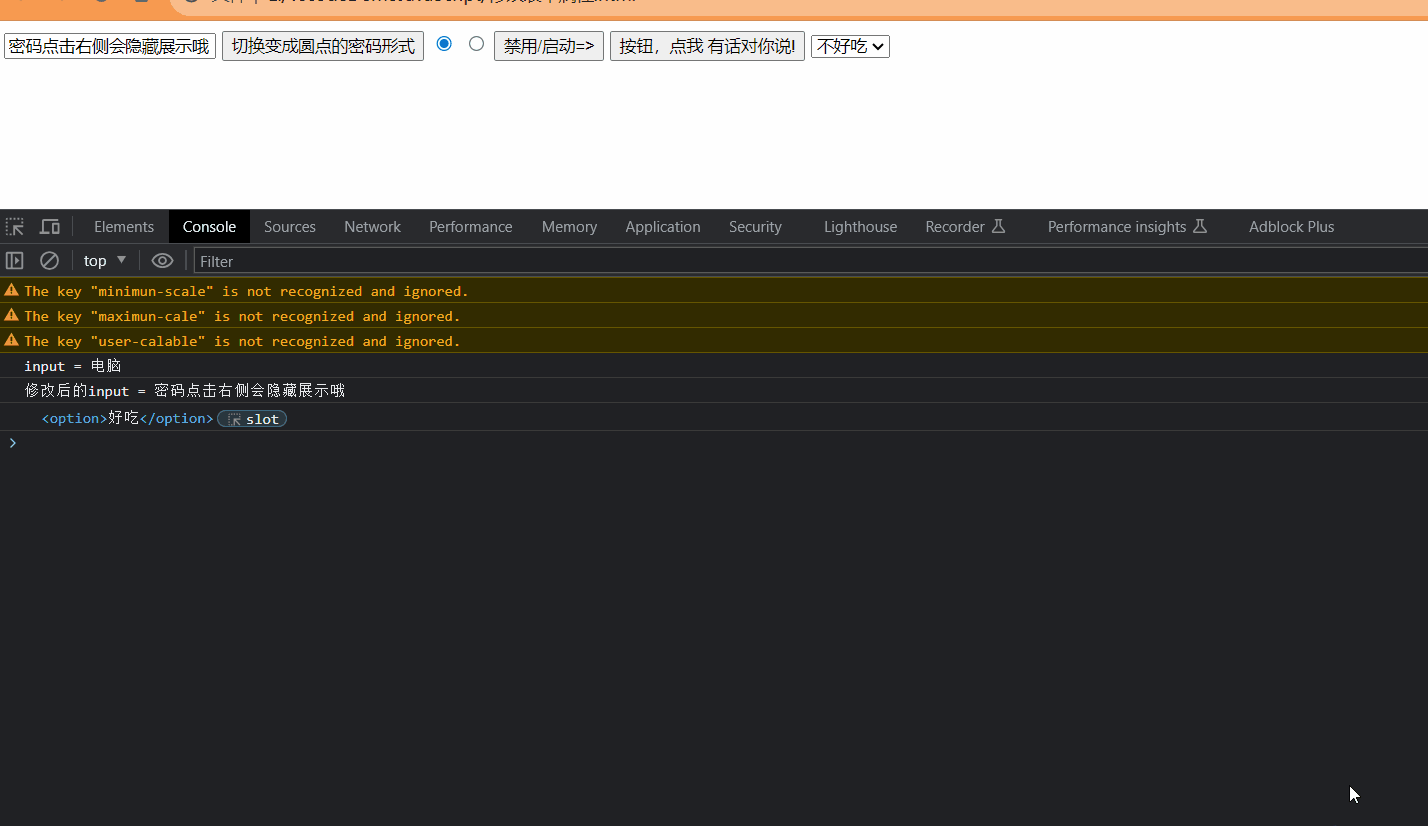 密码点击右侧会隐藏展示哦 切换变成圆点的密码形式 禁用/启动=> 按钮，点我 有话对你说! 不好吃
Elements Console Sources Network Performance Memory Application Security Lighthouse Recorder Performance insights Adblock Plus
top Filter
The key "minimun-scale" is not recognized and ignored.
The key "maximun-cale" is not recognized and ignored.
The key "user-calable" is not recognized and ignored.
input = 电脑
修改后的input = 密码点击右侧会隐藏展示哦
<option>好吃</option> slot